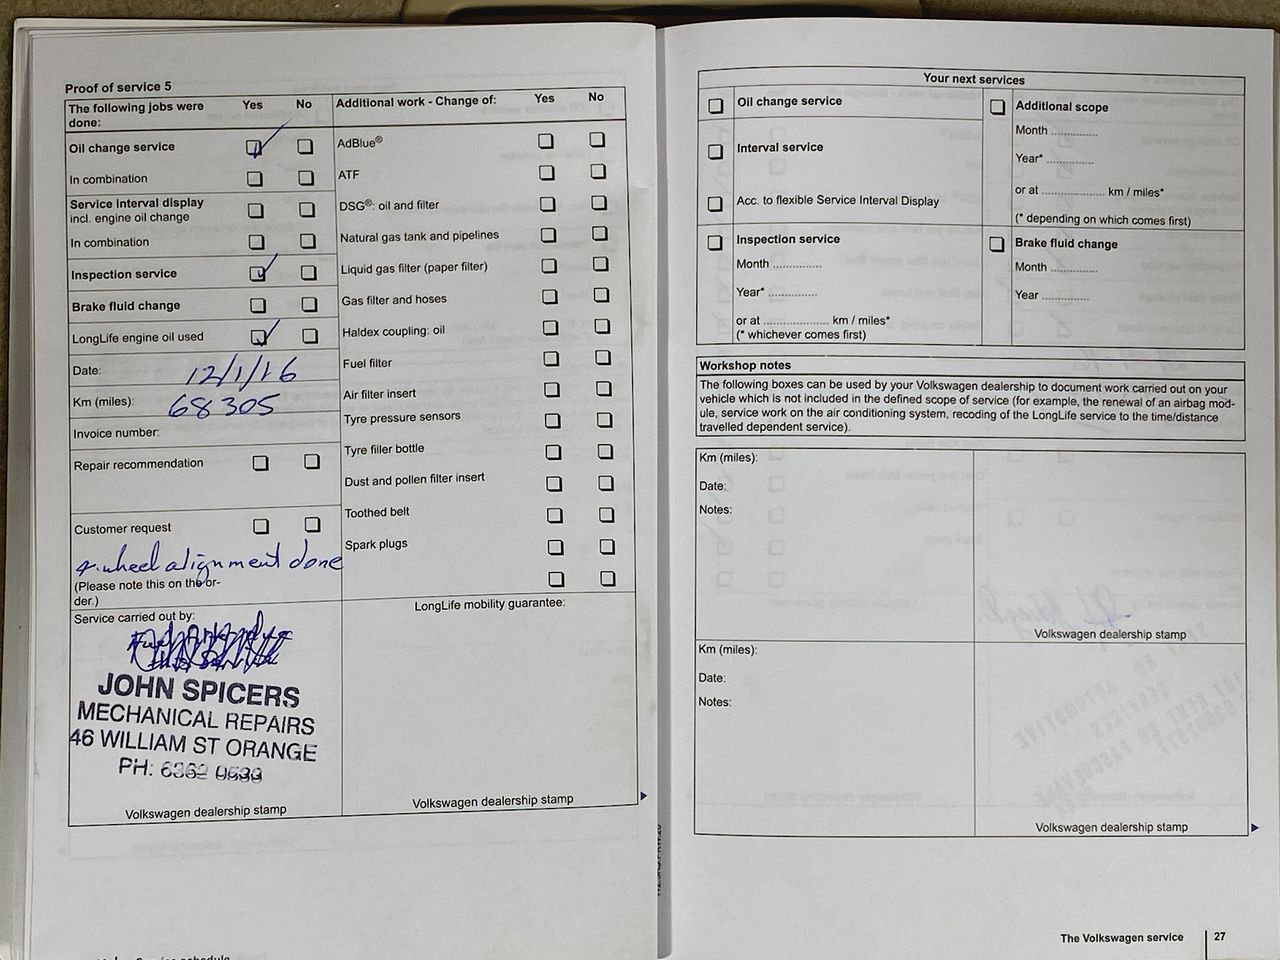 Proof of service 5
The following jobs were done: Yes No
Oil change service
In combination
Service Interval display
incl. engine oil change
In combination
Inspection service
Brake fluid change
LongLife engine oil used
Date: 12/1/16
Km (miles): 68305
Invoice number:
Repair recommendation
Customer request
4 wheel alignment done
(Please note this on the or-
der.)
Service carried out by:
JOHN SPICERS
MECHANICAL REPAIRS
46 WILLIAM ST ORANGE
PH:
Volkswagen dealership stamp
Additional work - Change of: Yes No
AdBlue®
ATF
DSG®: oil and filter
Natural gas tank and pipelines
Liquid gas filter (paper filter)
Gas filter and hoses
Haldex coupling: oil
Fuel filter
Air filter insert
Tyre pressure sensors
Tyre filler bottle
Dust and pollen filter insert
Toothed belt
Spark plugs
LongLife mobility guarantee:
Volkswagen dealership stamp
Your next services
Oil change service
Interval service
Acc. to flexible Service Interval Display
Inspection service
Month ..............
Year* ..............
or at ................... km / miles*
(* whichever comes first)
Additional scope
Month .............
Year* .............
or at ................... km / miles*
(* depending on which comes first)
Brake fluid change
Month .............
Year .............
Workshop notes
The following boxes can be used by your Volkswagen dealership to document work carried out on your
vehicle which is not included in the defined scope of service (for example, the renewal of an airbag mod-
ule, service work on the air conditioning system, recoding of the LongLife service to the time/distance
travelled dependent service).
Km (miles):
Date:
Notes:
Volkswagen dealership stamp
Km (miles):
Date:
Notes:
Volkswagen dealership stamp
The Volkswagen service 27